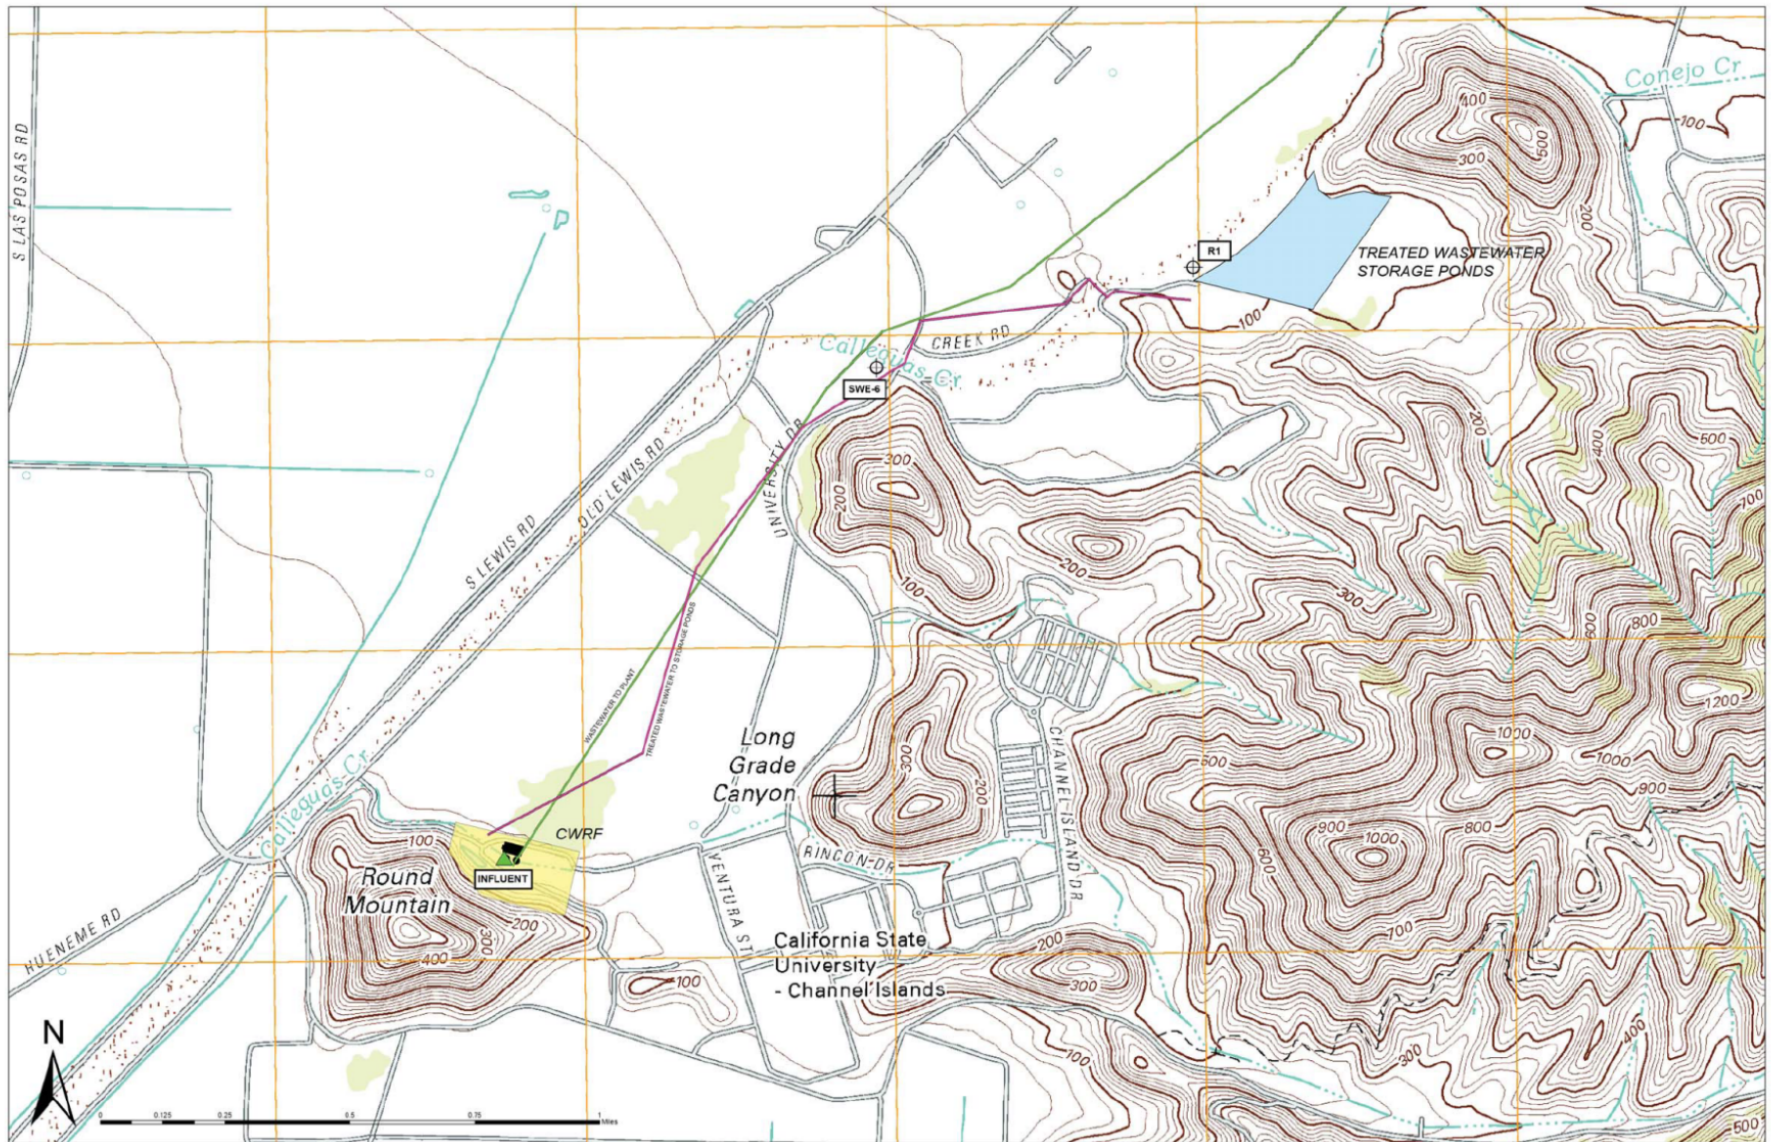 Conejo Cr
400
500
300
100
200
S LAS POSAS RD
P
R1
TREATED WASTEWATER
STORAGE PONDS
100
CREEK RD
Calleguas Cr
SWE-6
UNIVERSITY DR
OLD LEWIS RD
S LEWIS RD
300
200
200
100
200
400
500
700
300
600
800
1200
1000
1000
900
WASTEWATER TO PLANT
TREATED WASTEWATER TO STORAGE PONDS
Long
Grade
Canyon
300
200
CHANNEL ISLAND DR
500
900
1000
800
600
700
Calleguas Cr
CWRF
INFLUENT
100
Round
Mountain
200
300
400
HUENEME RD
VENTURA ST
RINCON DR
California State
University
- Channel Islands
200
300
100
100
300
400
500
N
0
0.125
0.25
0.5
0.75
1
Miles